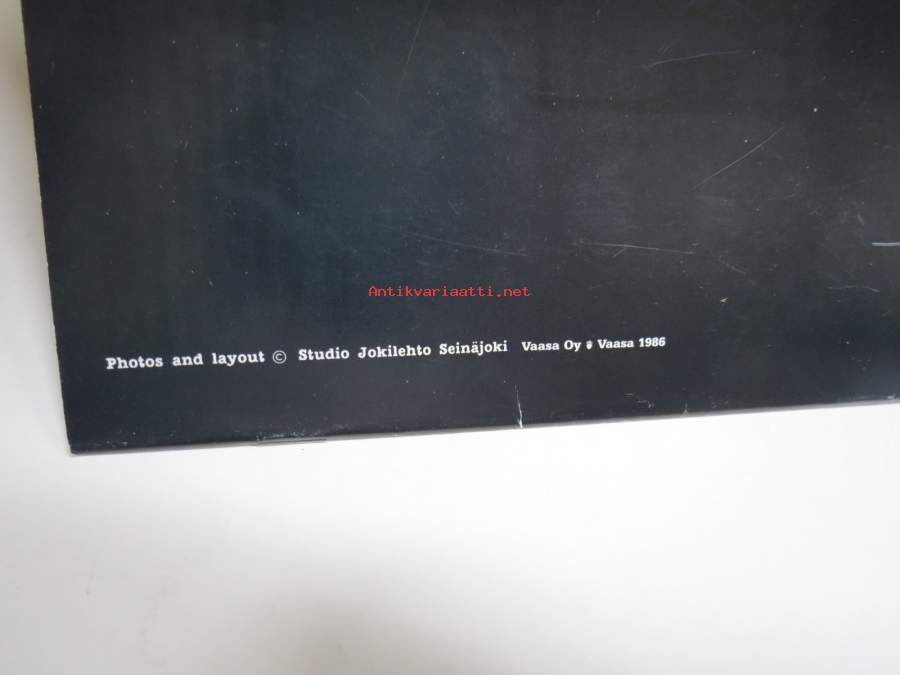 Antikvariaatti.net
Photos and layout © Studio Jokilehto Seinäjoki Vaasa Oy Vaasa 1986